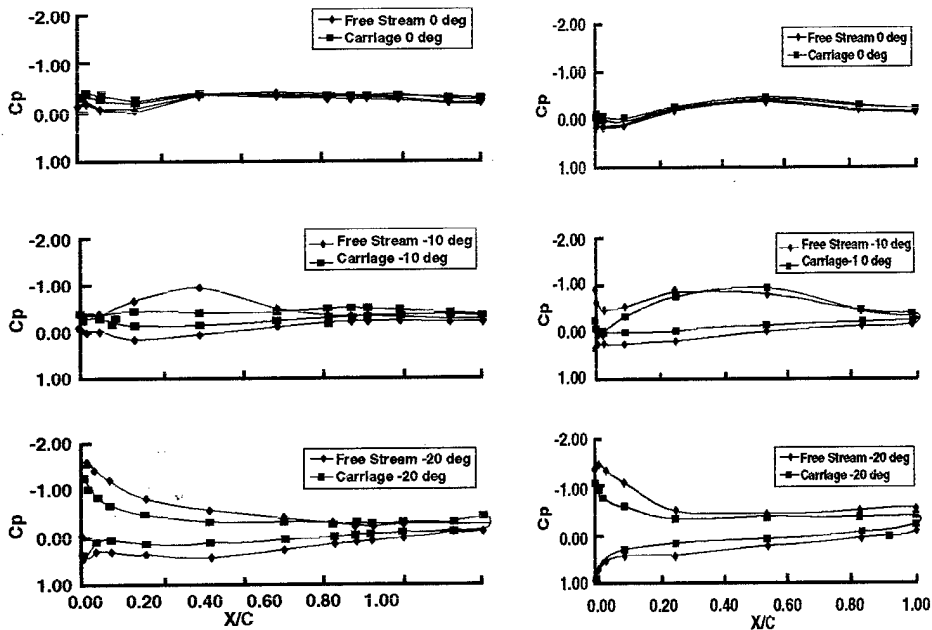 -2.00
-1.00
0.00
1.00
Cp
Free Stream 0 deg
Carriage 0 deg
-2.00
-1.00
0.00
1.00
Cp
Free Stream 0 deg
Carriage 0 deg
-2.00
-1.00
0.00
1.00
Cp
Free Stream -10 deg
Carriage -10 deg
-2.00
-1.00
0.00
1.00
Cp
Free Stream -10 deg
Carriage-1 0 deg
-2.00
-1.00
0.00
1.00
Cp
Free Stream -20 deg
Carriage -20 deg
0.00 0.20 0.40 0.60 0.80 1.00
X/C
-2.00
-1.00
0.00
1.00
Cp
Free Stream -20 deg
Carriage -20 deg
0.00 0.20 0.40 0.60 0.80 1.00
X/C